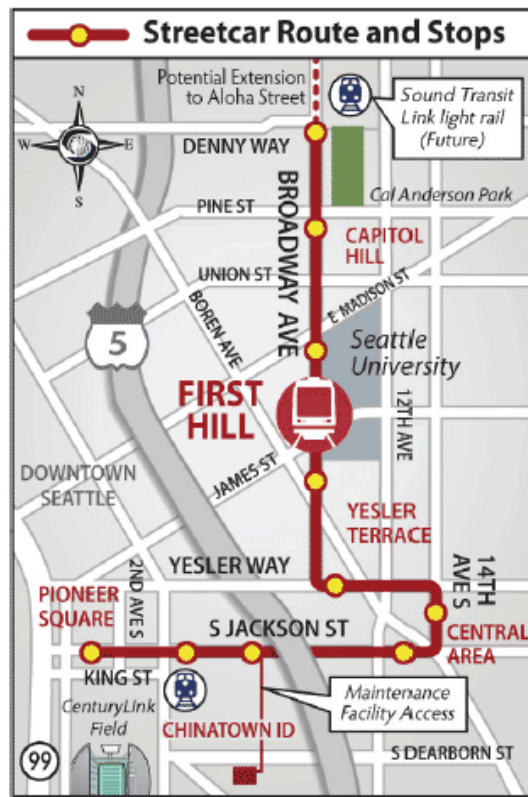 Streetcar Route and Stops
Potential Extension
to Aloha Street
Sound Transit
Link light rail
(Future)
N
W
E
S
DENNY WAY
BROADWAY AVE
Cal Anderson Park
PINE ST
CAPITOL
HILL
UNION ST
E MADISON ST
BOREN AVE
5
Seattle
University
FIRST
HILL
12TH AVE
JAMES ST
DOWNTOWN
SEATTLE
YESLER
TERRACE
YESLER WAY
14TH
AVE S
2ND AVE S
PIONEER
SQUARE
S JACKSON ST
CENTRAL
AREA
KING ST
Maintenance
Facility Access
CenturyLink
Field
CHINATOWN ID
99
S DEARBORN ST